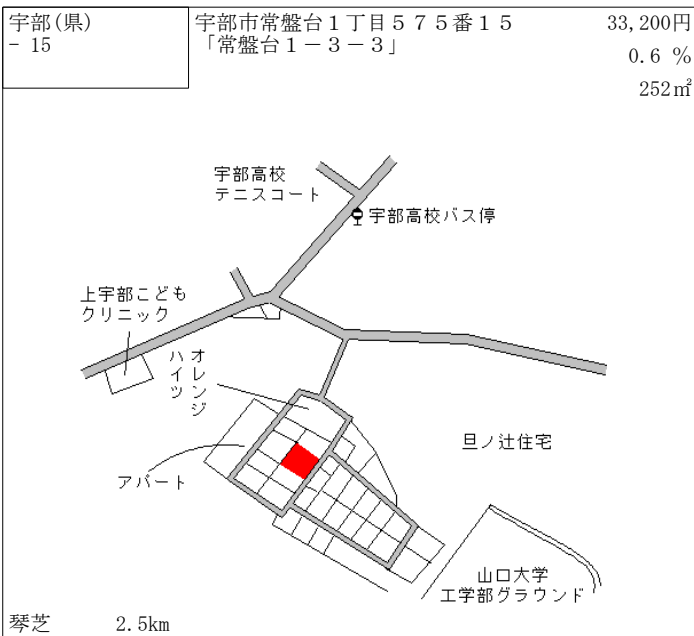 宇部(県)
- 15
宇部市常盤台１丁目５７５番１５
「常盤台１－３－３」
33,200円
0.6 %
252㎡
宇部高校
テニスコート
宇部高校バス停
上宇部こども
クリニック
オレンジ
ハイツ
旦ノ辻住宅
アパート
山口大学
工学部グラウンド
琴芝 2.5km